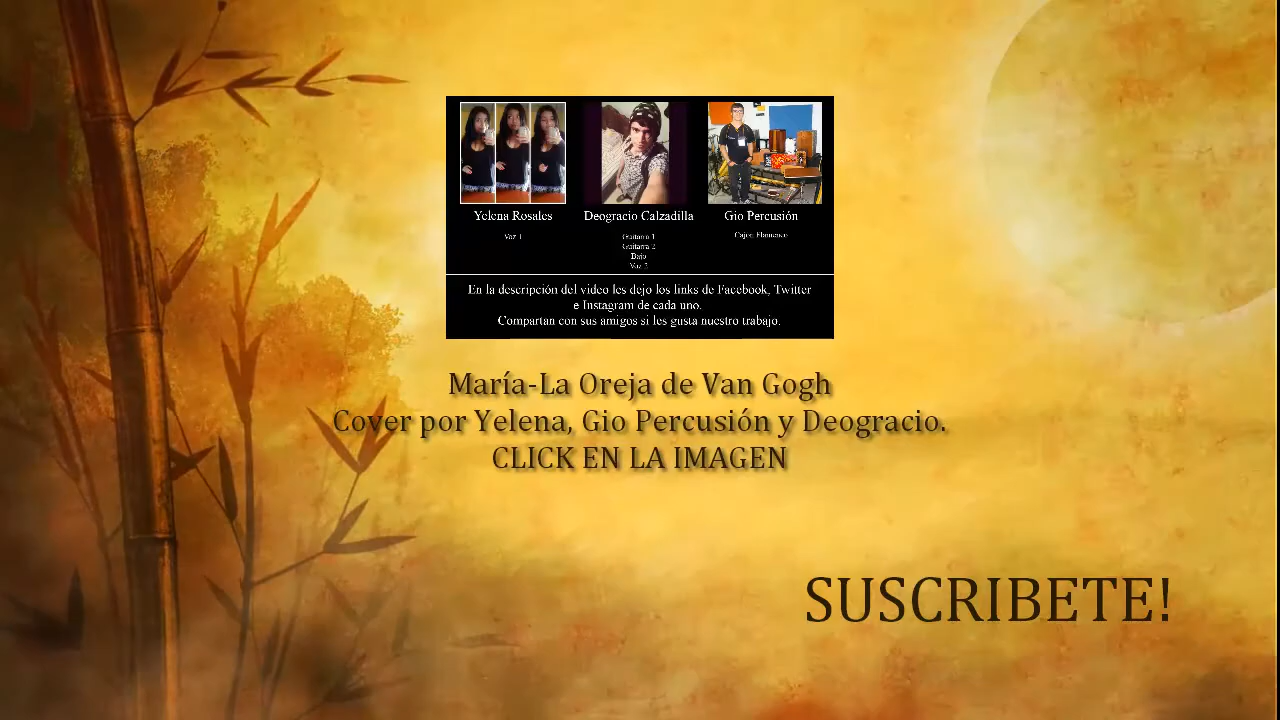 Yelena Rosales
Deogracio Calzadilla
Gio Percusión
Voz 1
Guitarra 1
Guitarra 2
Bajo
Voz 2
Cajón Flamenco
En la descripción del video les dejo los links de Facebook, Twitter
e Instagram de cada uno.
Compartan con sus amigos si les gusta nuestro trabajo.
María-La Oreja de Van Gogh
Cover por Yelena, Gio Percusión y Deogracio.
CLICK EN LA IMAGEN
SUSCRIBETE!